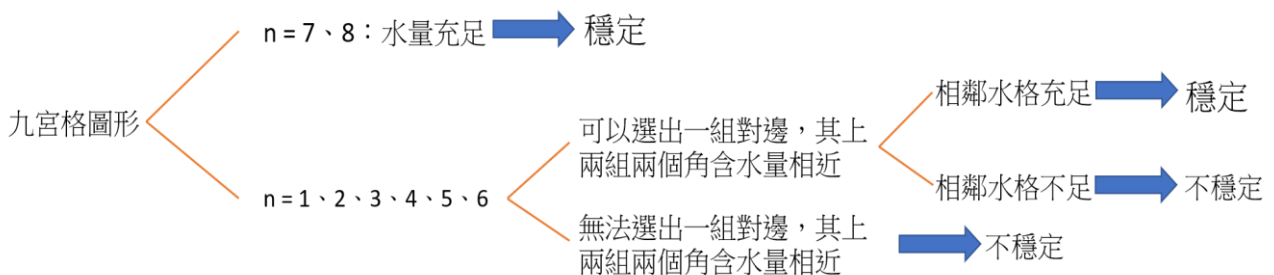 九宮格圖形
n = 7、8：水量充足
穩定
n = 1、2、3、4、5、6
可以選出一組對邊，其上
兩組兩個角含水量相近
相鄰水格充足
穩定
相鄰水格不足
不穩定
無法選出一組對邊，其上
兩組兩個角含水量相近
不穩定